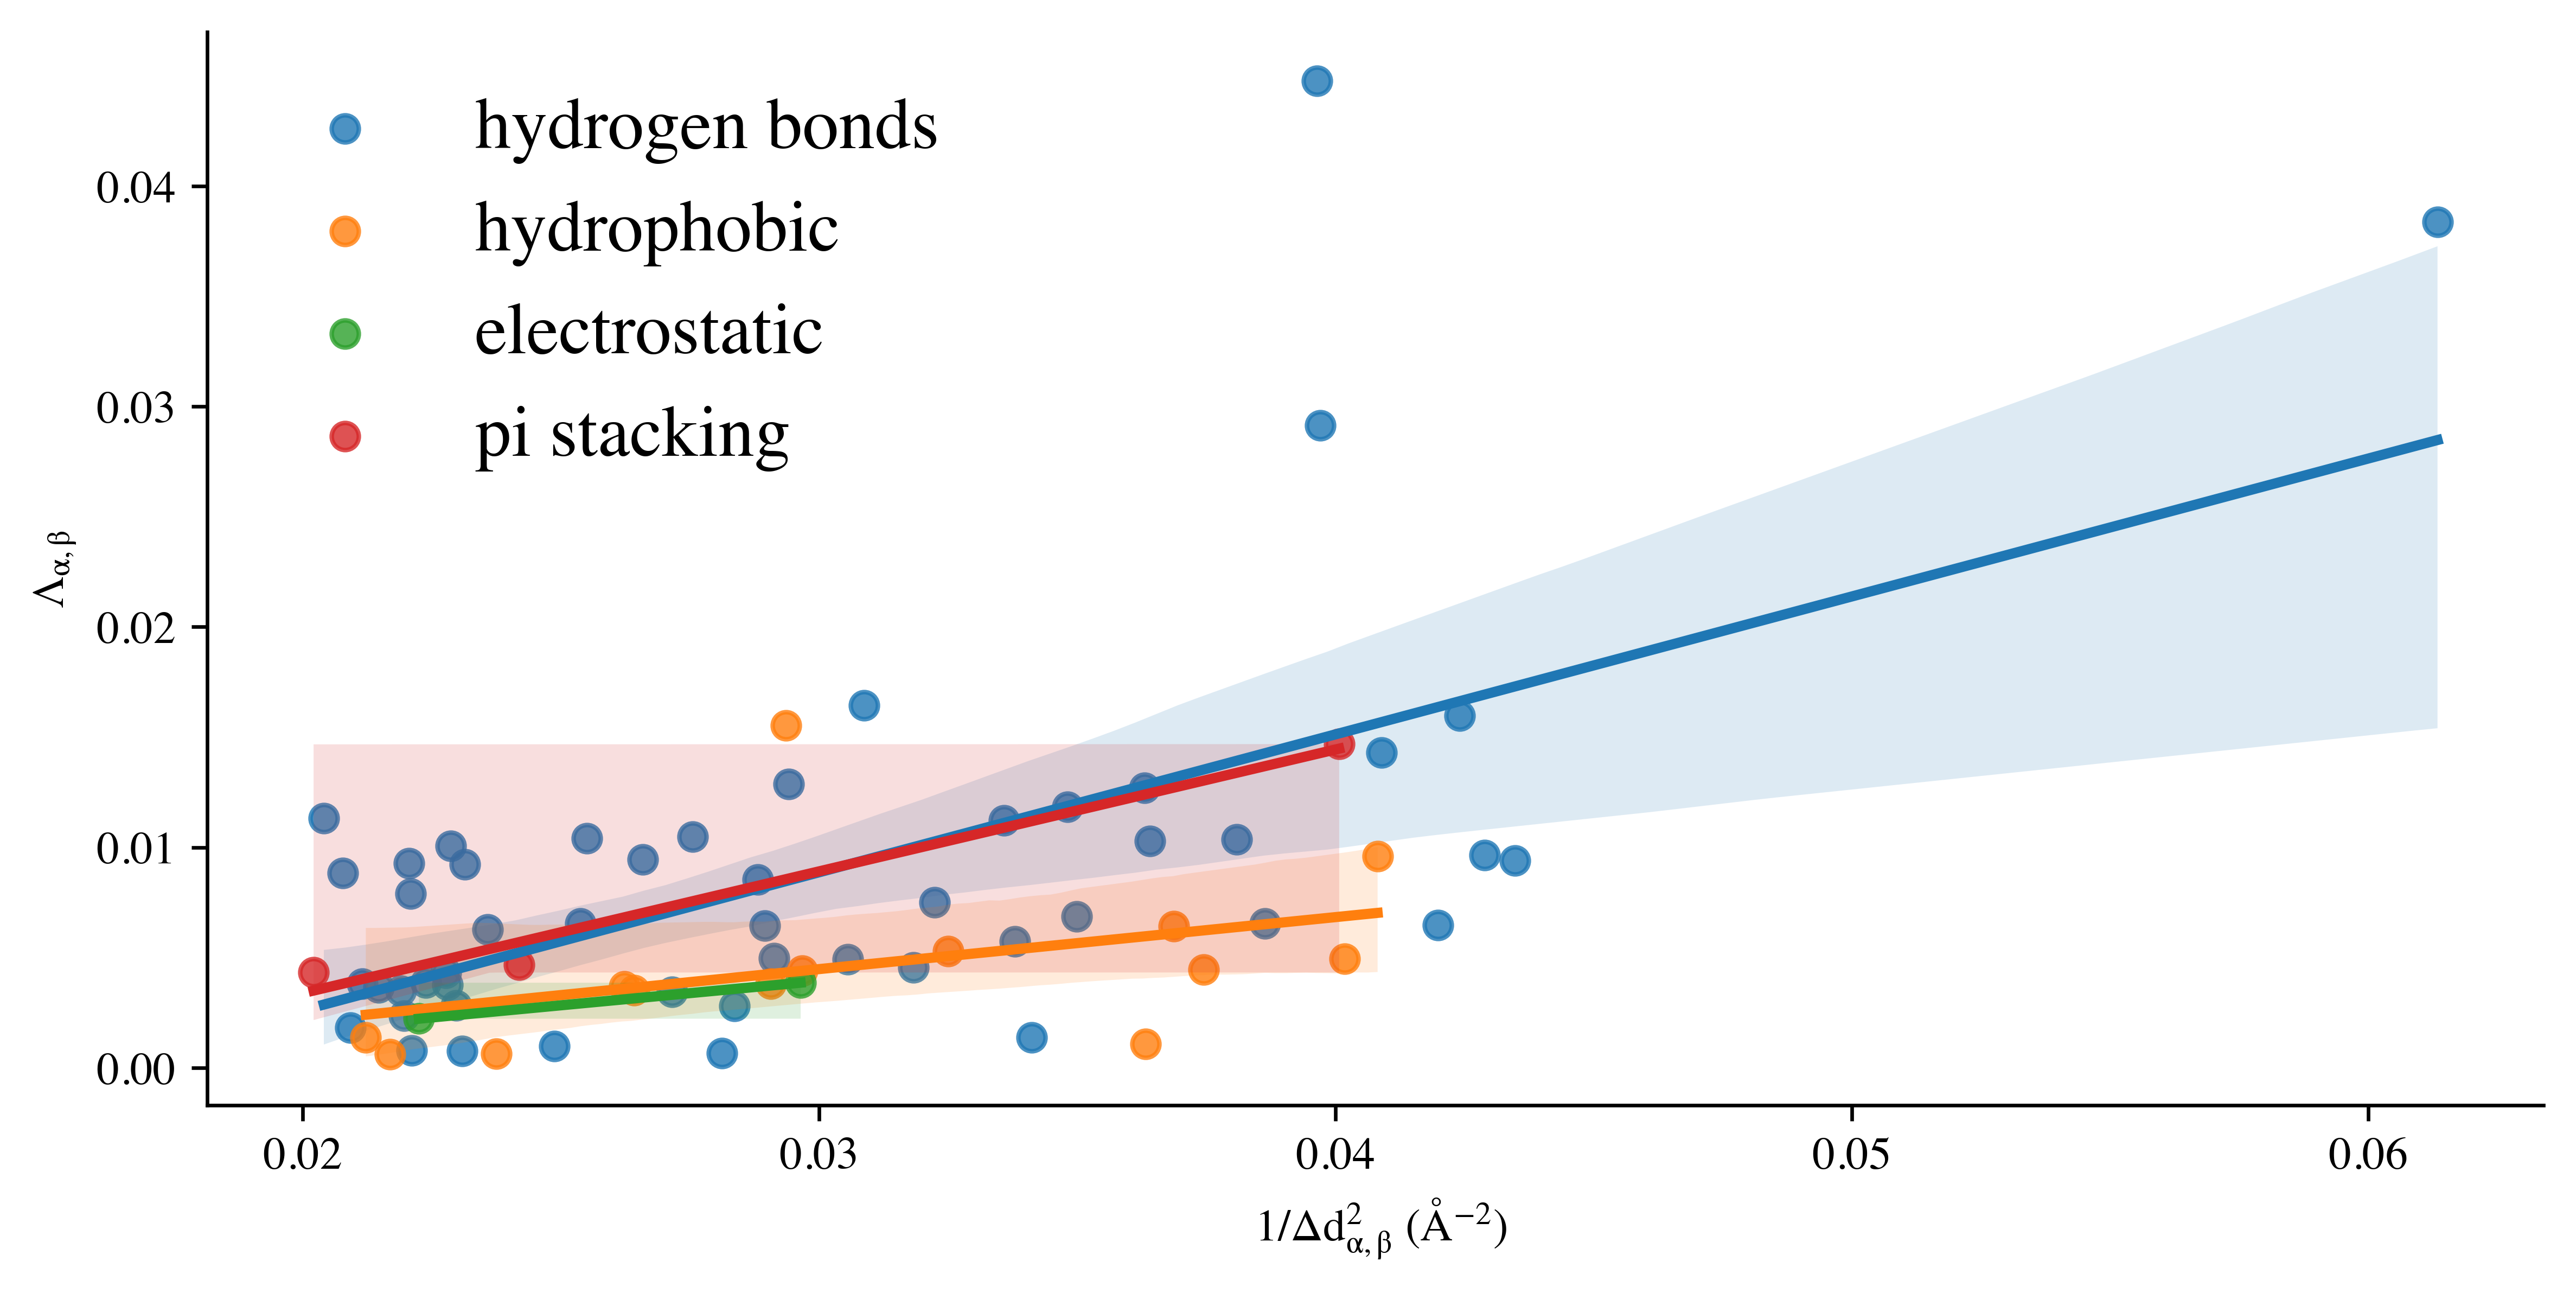 hydrogen bonds
hydrophobic
electrostatic
pi stacking
0.04
0.03
0.02
0.01
0.00
Λα, β
0.02 0.03 0.04 0.05 0.06
1/Δd²α, β (Å⁻²)